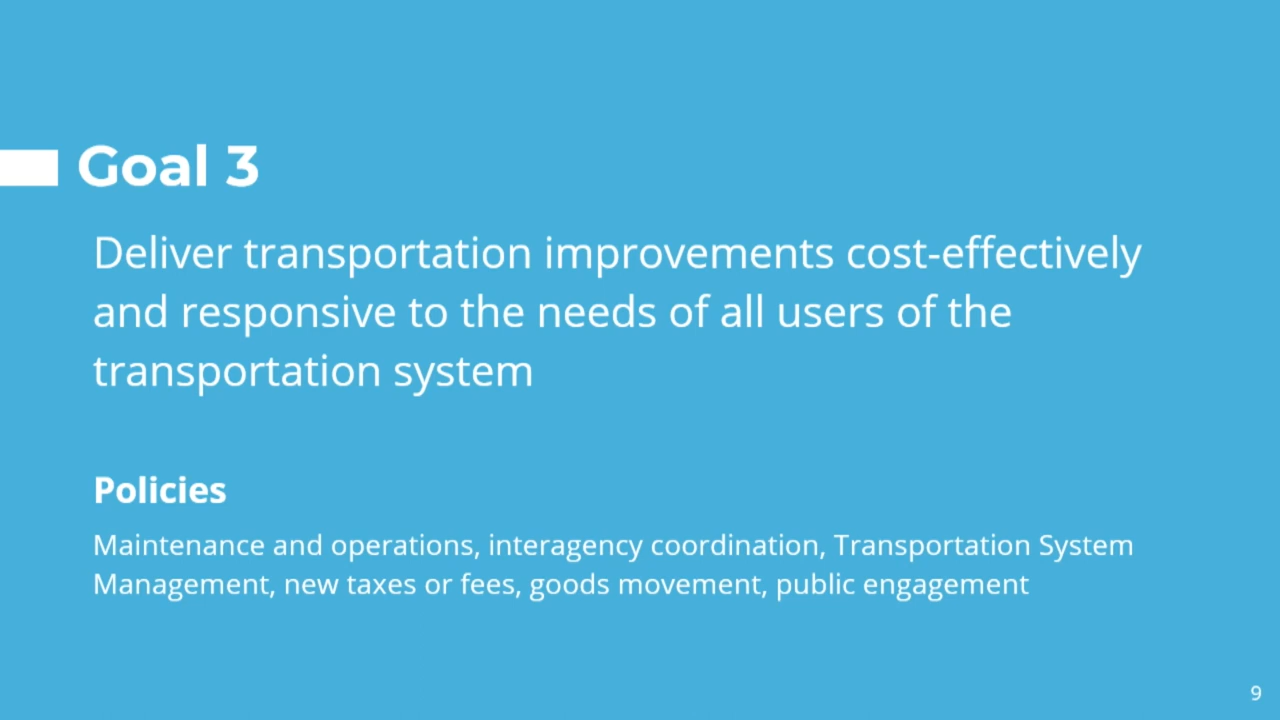 Goal 3
Deliver transportation improvements cost-effectively
and responsive to the needs of all users of the
transportation system
Policies
Maintenance and operations, interagency coordination, Transportation System
Management, new taxes or fees, goods movement, public engagement
9